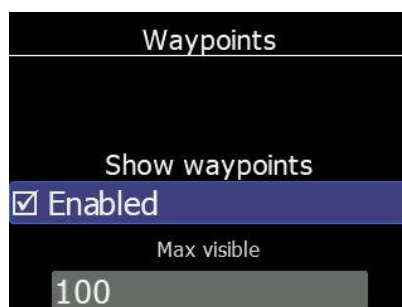 Waypoints
Show waypoints
Enabled
Max visible
100